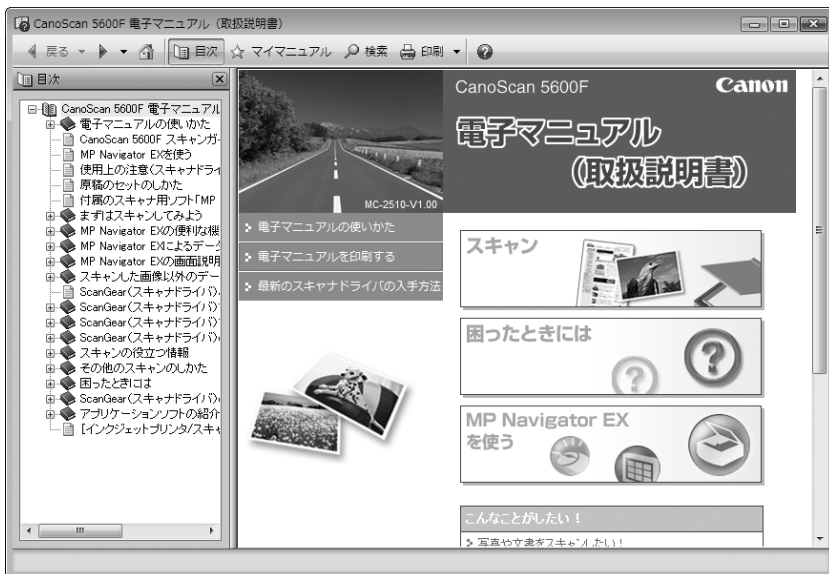 CanoScan 5600F 電子マニュアル（取扱説明書）
戻る
目次
マイマニュアル
検索
印刷
目次
CanoScan 5600F 電子マニュアル
電子マニュアルの使いかた
CanoScan 5600F スキャンガ
MP Navigator EXを使う
使用上の注意(スキャナドライ
原稿のセットのしかた
付属のスキャナ用ソフト「MP
まずはスキャンしてみよう
MP Navigator EXの便利な機
MP Navigator EXによるデータ
MP Navigator EXの画面説明
スキャンした画像以外のデー
ScanGear(スキャナドライバ)
ScanGear(スキャナドライバ)
ScanGear(スキャナドライバ)
ScanGear(スキャナドライバ)
スキャンの役立つ情報
その他のスキャンのしかた
困ったときには
ScanGear(スキャナドライバ)
アプリケーションソフトの紹介
[インクジェットプリンタ/スキャ
MC-2510-V1.00
電子マニュアルの使いかた
電子マニュアルを印刷する
最新のスキャナドライバの入手方法
CanoScan 5600F
Canon
電子マニュアル
(取扱説明書)
スキャン
困ったときには
MP Navigator EX
を使う
こんなことがしたい！
写真や文書をスキャンしたい！